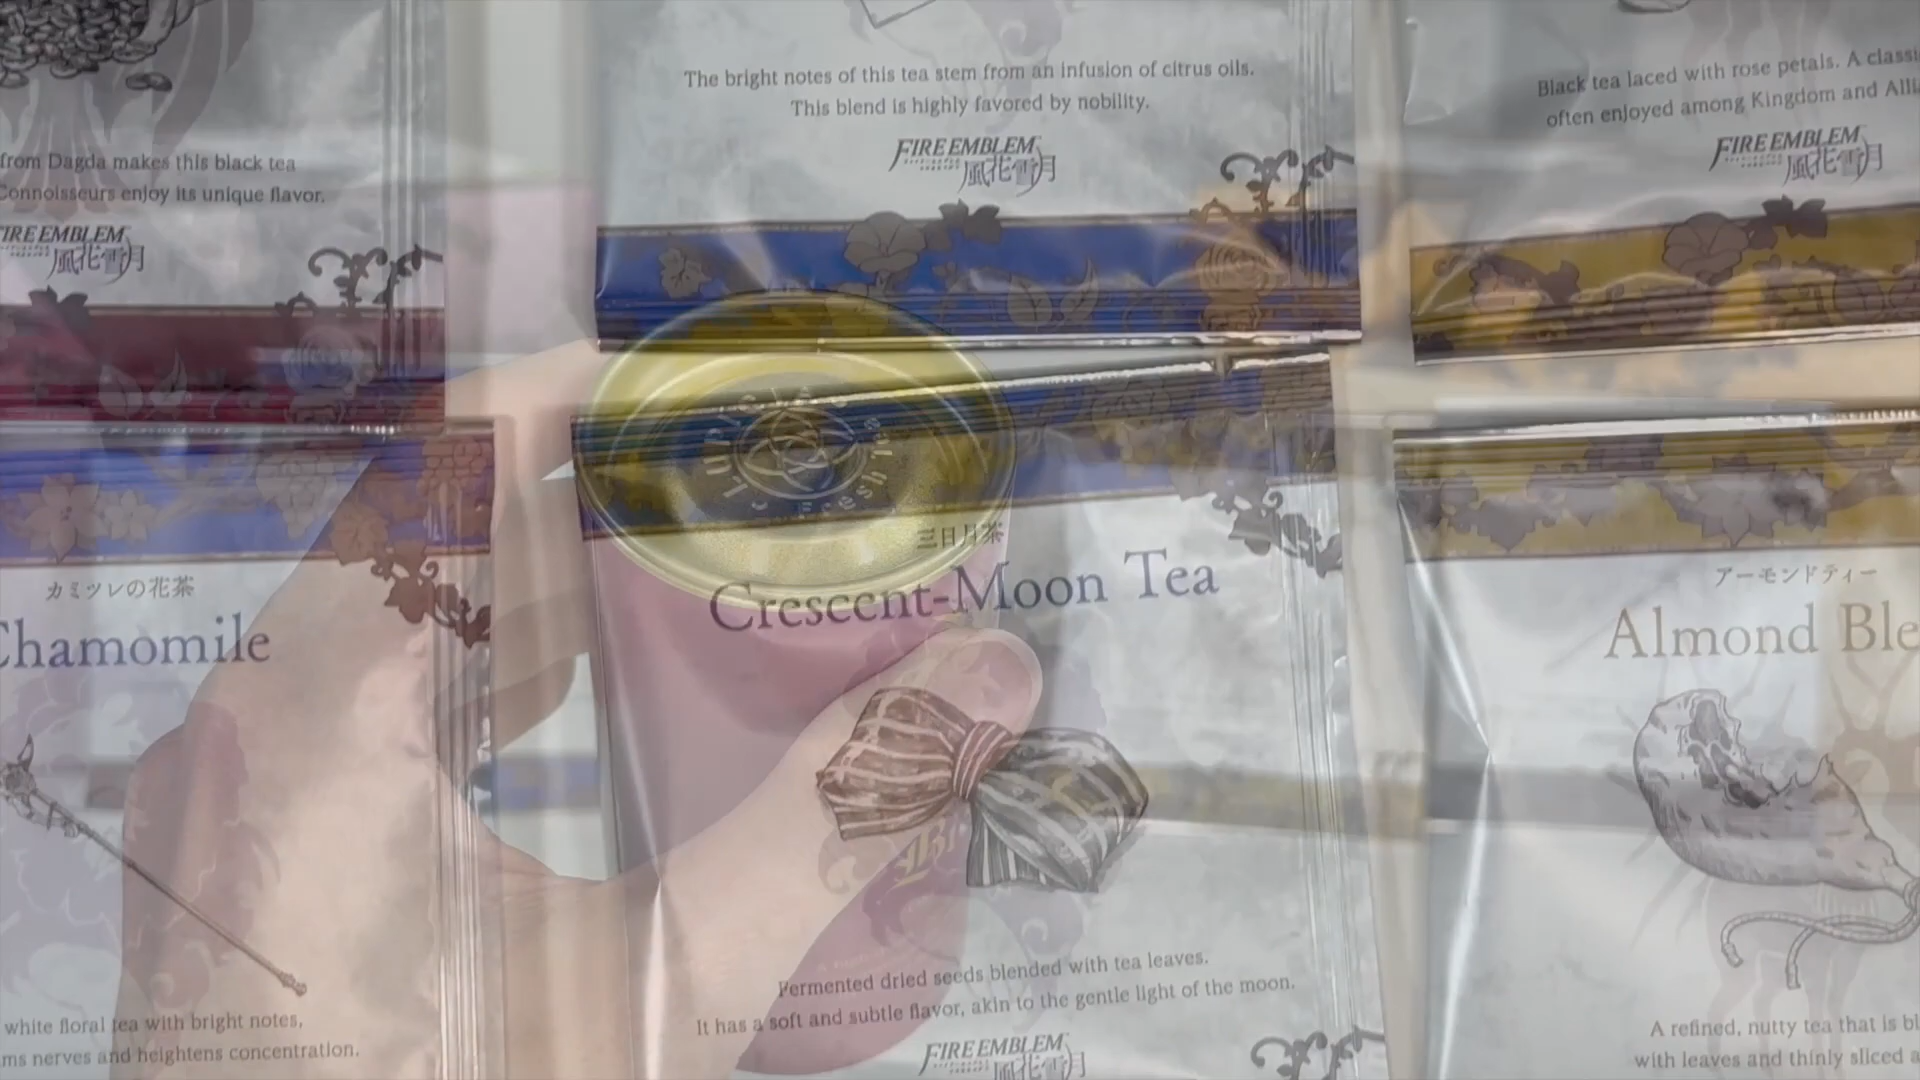 The bright notes of this tea stem from an infusion of citrus oils.
This blend is highly favored by nobility.
FIRE EMBLEM
風花雪月
Black tea laced with rose petals. A
often enjoyed among Kingdom and
FIRE EMBLEM
風花雪月
from Dagda makes this black tea
Connoisseurs enjoy its unique flavor.
EMBLEM
風花雪月
カミツレの花茶
Chamomile
white floral tea with bright notes,
nerves and heightens concentration.
三日月茶
Crescent-Moon Tea
Fermented dried seeds blended with tea leaves.
It has a soft and subtle flavor, akin to the gentle light of the moon.
FIRE EMBLEM
風花雪月
アーモンドティー
Almond
A refined, nutty tea that is
with leaves and thinly sliced